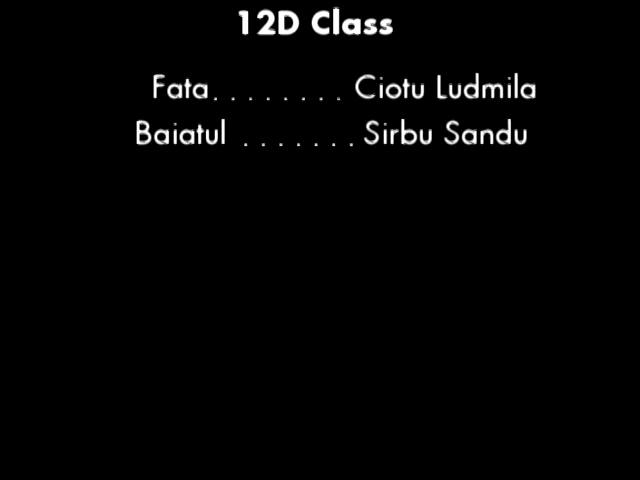 12D Class
Fata. . . . . . . . Ciotu Ludmila
Baiatul . . . . . . . Sirbu Sandu